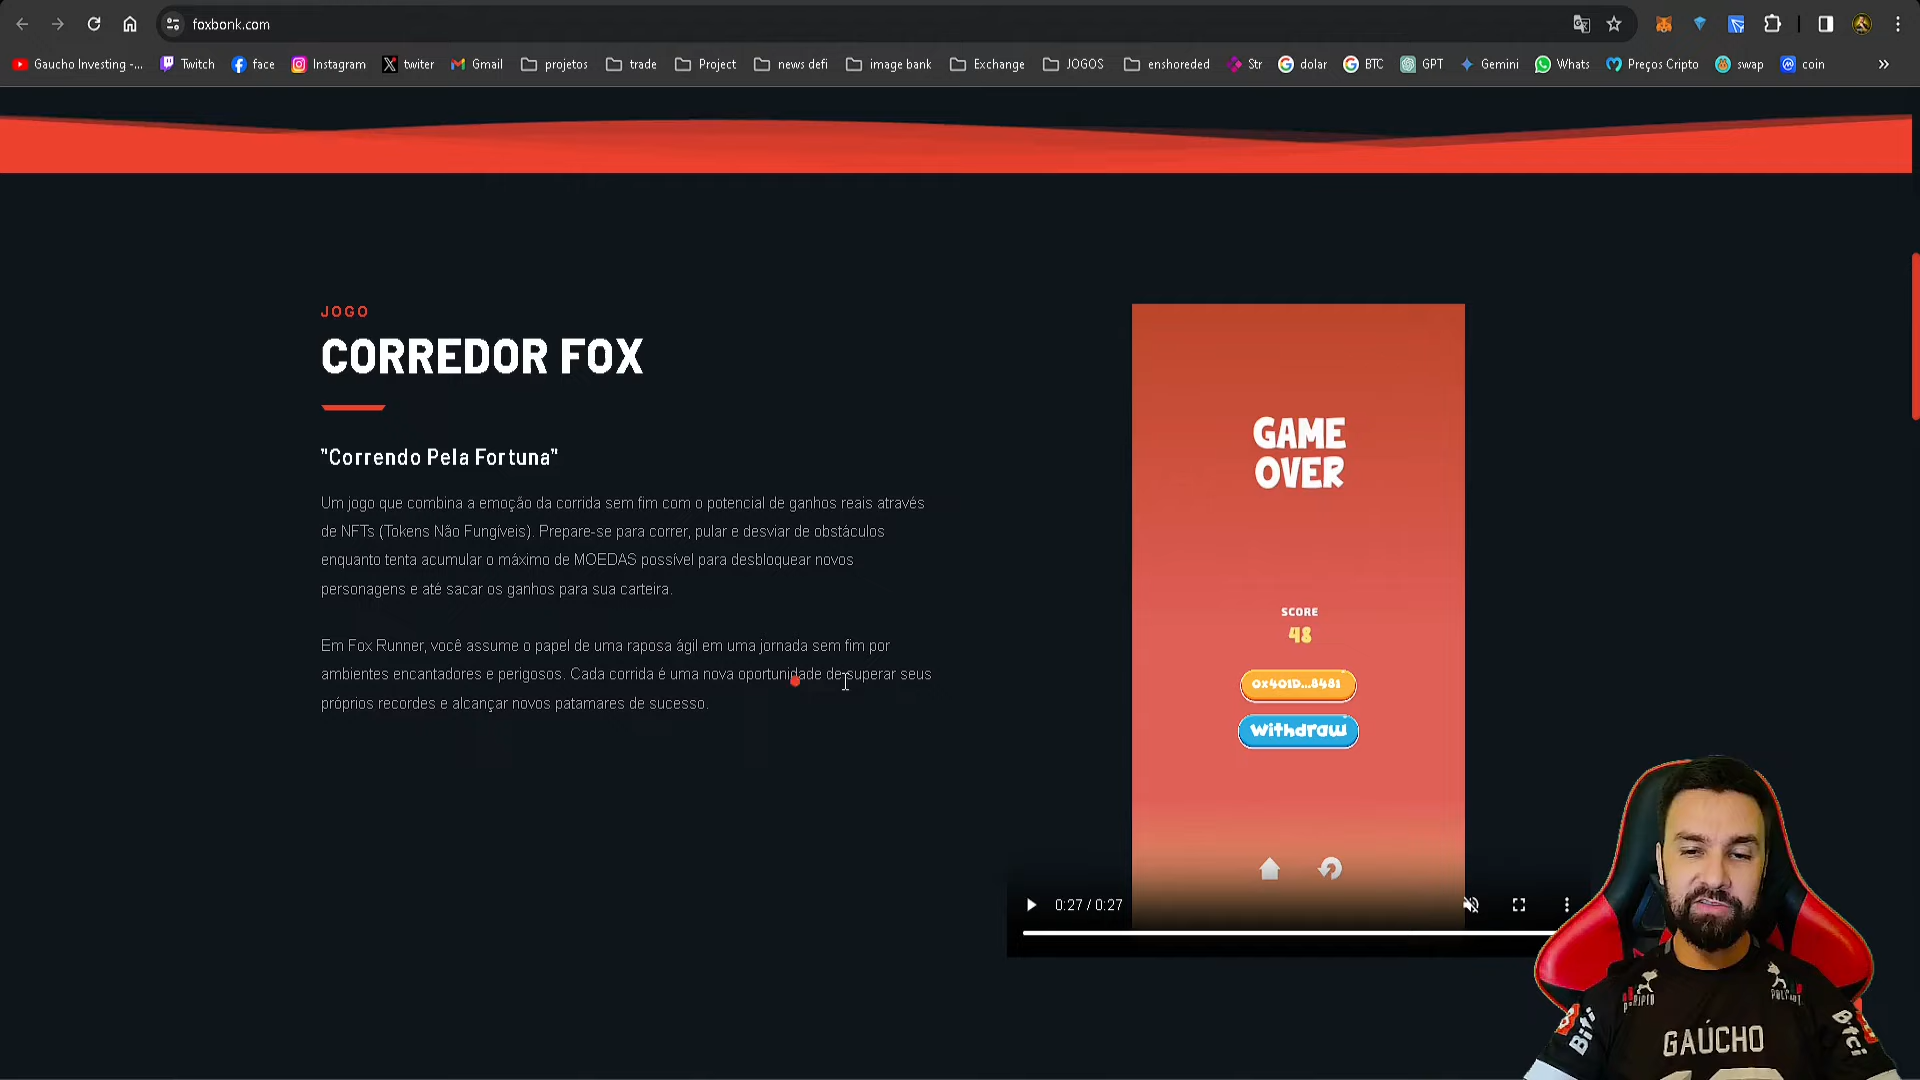 foxbonk.com
Gaucho Investing -... Twitch face Instagram twiter Gmail projetos trade Project news defi image bank Exchange JOGOS enshoreded Str dolar BTC GPT Gemini Whats Preços Cripto swap coin
JOGO
CORREDOR FOX
"Correndo Pela Fortuna"
Um jogo que combina a emoção da corrida sem fim com o potencial de ganhos reais através
de NFTs (Tokens Não Fungíveis). Prepare-se para correr, pular e desviar de obstáculos
enquanto tenta acumular o máximo de MOEDAS possível para desbloquear novos
personagens e até sacar os ganhos para sua carteira.
Em Fox Runner, você assume o papel de uma raposa ágil em uma jornada sem fim por
ambientes encantadores e perigosos. Cada corrida é uma nova oportunidade de superar seus
próprios recordes e alcançar novos patamares de sucesso.
GAME
OVER
SCORE
48
0x401D...8481
Withdraw
0:27 / 0:27
GAÚCHO
Bitci
Bitci